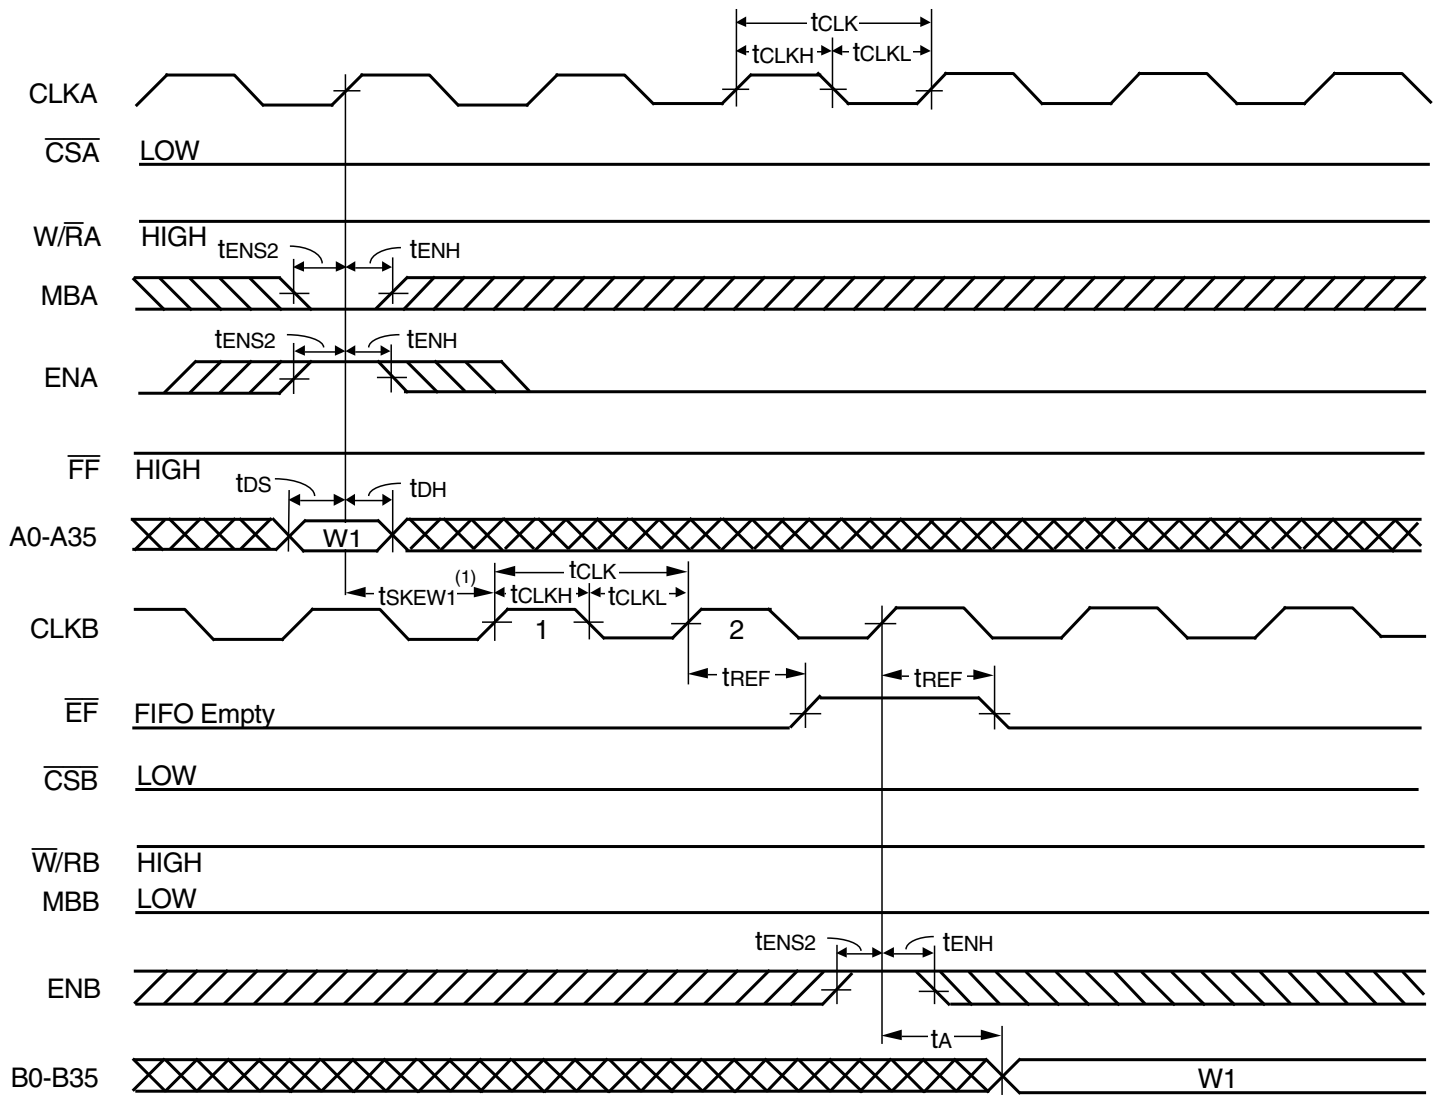 tCLK
tCLKH tCLKL
CLKA
CSA LOW
W/RA HIGH
tENS2 tENH
MBA
tENS2 tENH
ENA
FF HIGH
tDS tDH
A0-A35 W1
tSKEW1(1) tCLK
tCLKH tCLKL
CLKB 1 2
tREF tREF
EF FIFO Empty
CSB LOW
W/RB HIGH
MBB LOW
tENS2 tENH
ENB
tA
B0-B35 W1